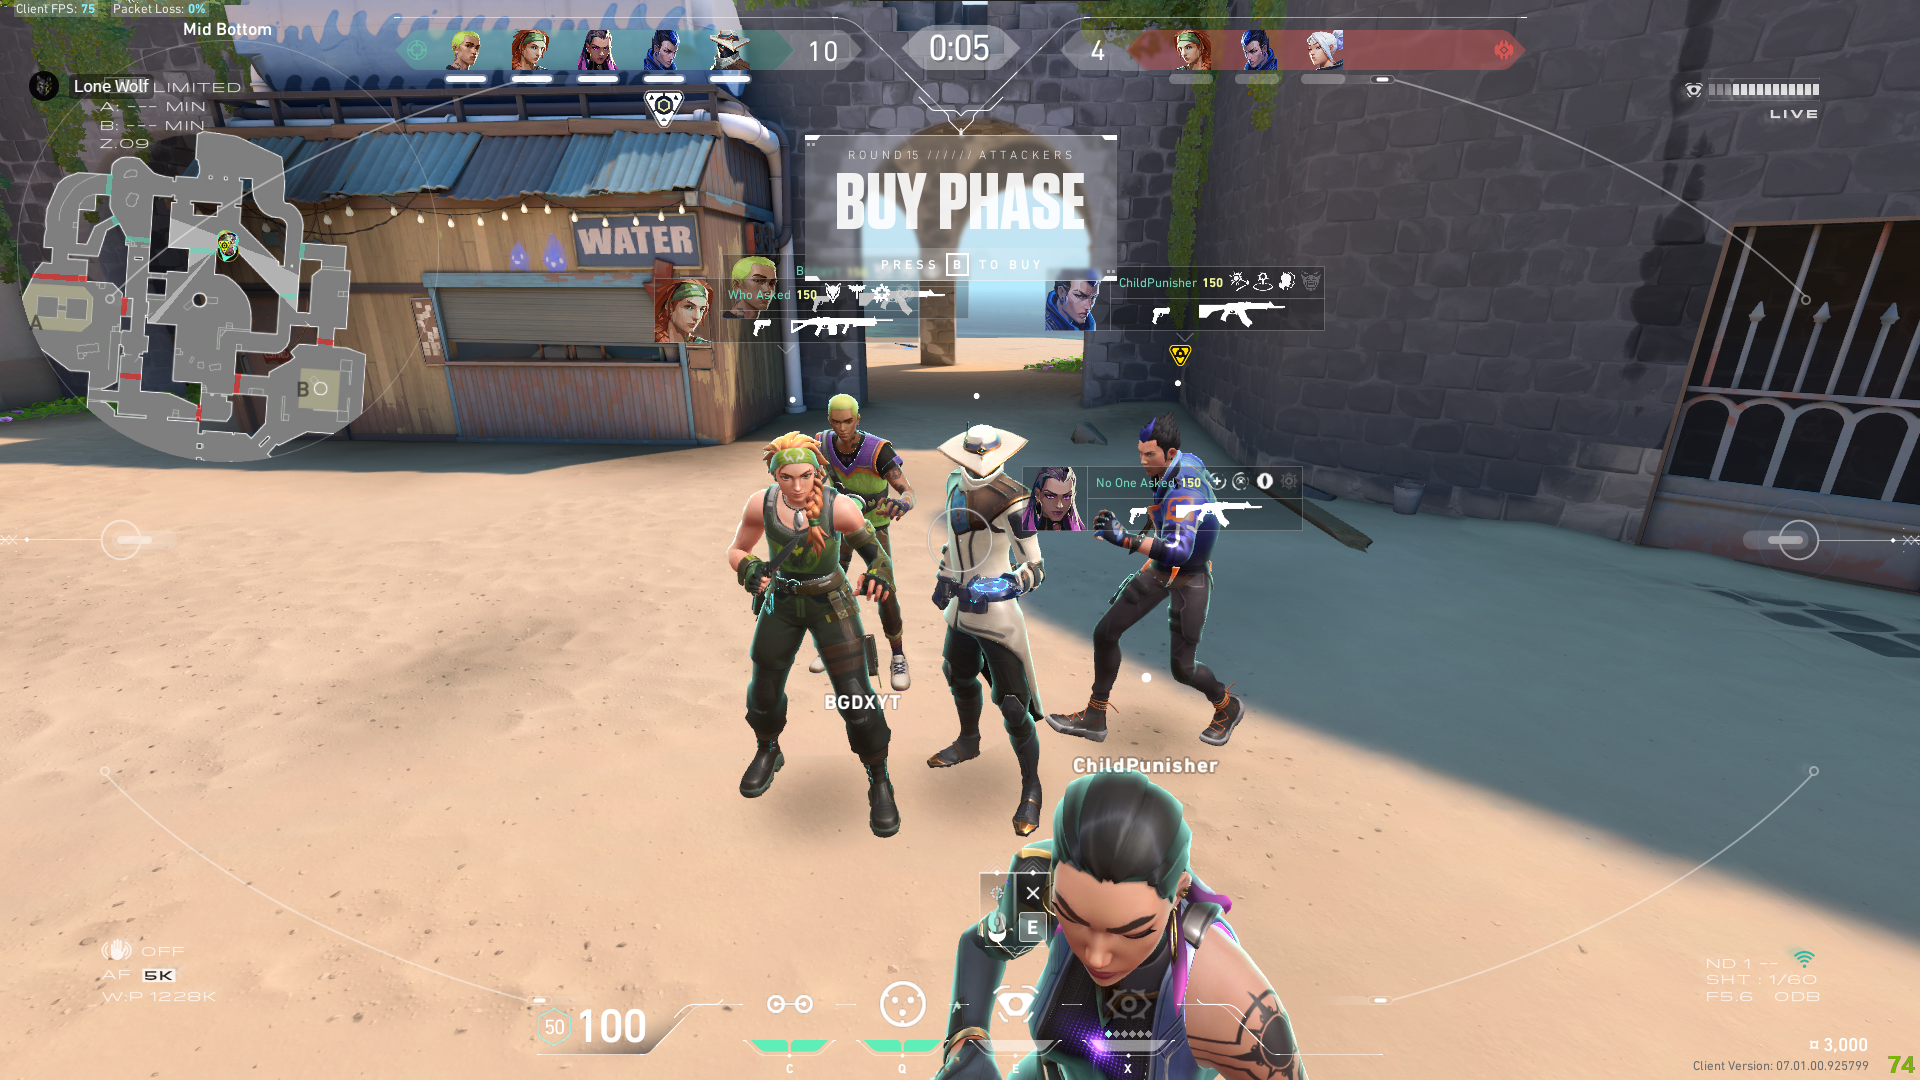 Client FPS: 75 Packet Loss: 0%
Mid Bottom
10
0:05
4
Lone Wolf LIMITED
A: --- MIN
B: --- MIN
Z.09
LIVE
ROUND 15 ////// ATTACKERS
BUY PHASE
PRESS B TO BUY
WATER
Who Asked 150
ChildPunisher 150
No One Asked 150
A
B
BGDXYT
ChildPunisher
E
OFF
AF 5K
W:P 1228K
ND 1 --
SHT : 1/60
F5.6 0DB
50 100
C Q E X
¤ 3,000
Client Version: 07.01.00.925799
74